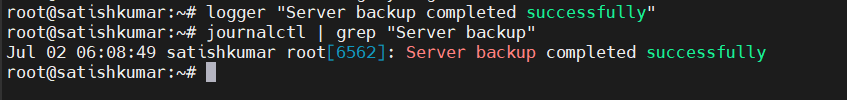 root@satishkumar:~# logger "Server backup completed successfully"
root@satishkumar:~# journalctl | grep "Server backup"
Jul 02 06:08:49 satishkumar root[6562]: Server backup completed successfully
root@satishkumar:~#